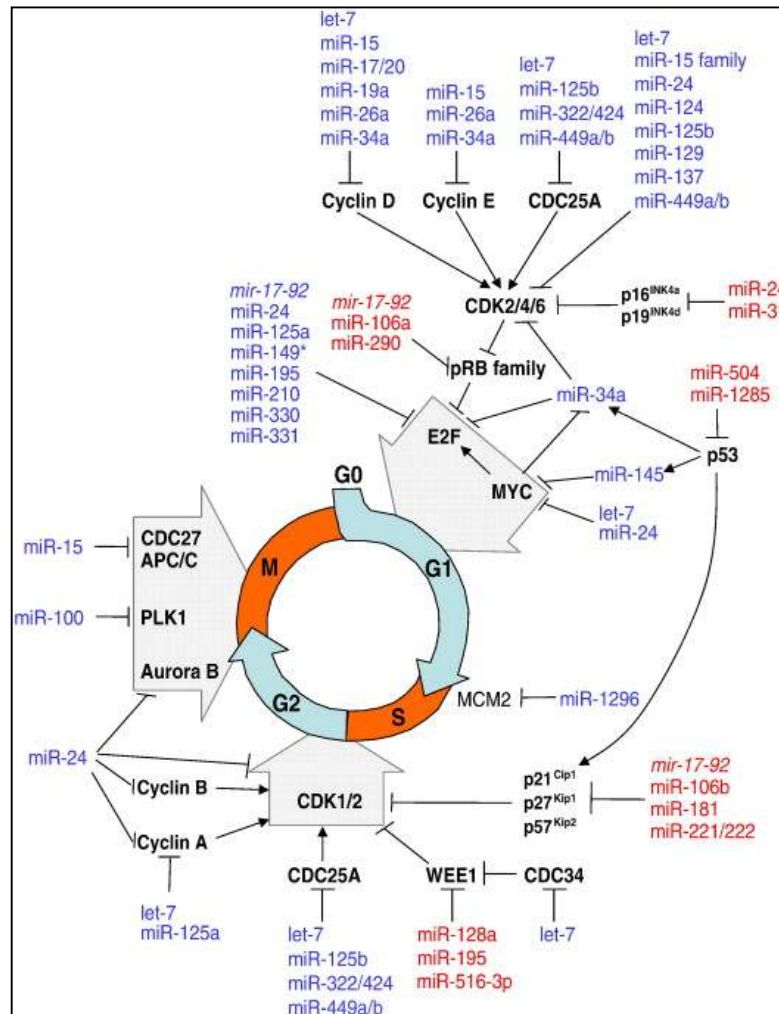 let-7
miR-15
miR-17/20
miR-19a
miR-26a
miR-34a
Cyclin D
miR-15
miR-26a
miR-34a
Cyclin E
let-7
miR-125b
miR-322/424
miR-449a/b
CDC25A
let-7
miR-15 family
miR-24
miR-124
miR-125b
miR-129
miR-137
miR-449a/b
CDK2/4/6
p16INK4a
p19INK4d
mir-17-92
miR-24
miR-125a
miR-149*
miR-195
miR-210
miR-330
miR-331
mir-17-92
miR-106a
miR-290
pRB family
miR-34a
miR-504
miR-1285
p53
E2F
MYC
miR-145
let-7
miR-24
G0
G1
S
G2
M
miR-15
CDC27
APC/C
miR-100
PLK1
Aurora B
MCM2
miR-1296
miR-24
Cyclin B
Cyclin A
let-7
miR-125a
CDK1/2
p21Cip1
p27Kip1
p57Kip2
mir-17-92
miR-106b
miR-181
miR-221/222
CDC25A
WEE1
CDC34
let-7
miR-125b
miR-322/424
miR-449a/b
miR-128a
miR-195
miR-516-3p
let-7